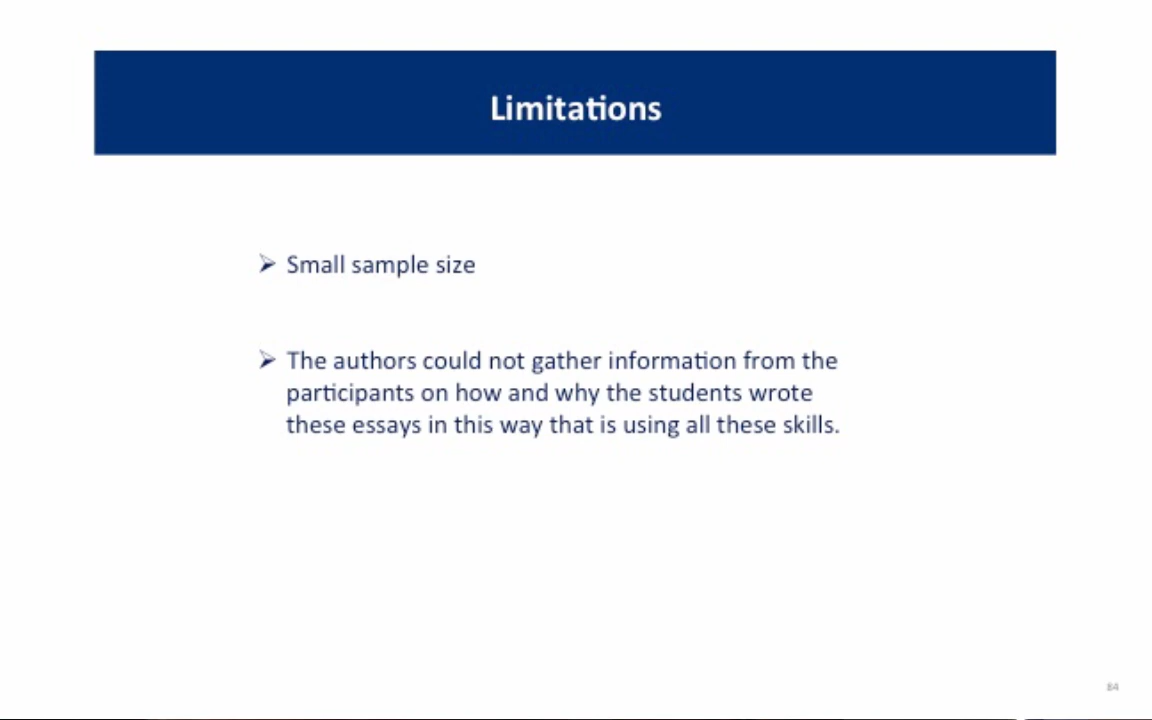 Limitations
➢ Small sample size
➢ The authors could not gather information from the
participants on how and why the students wrote
these essays in this way that is using all these skills.
84